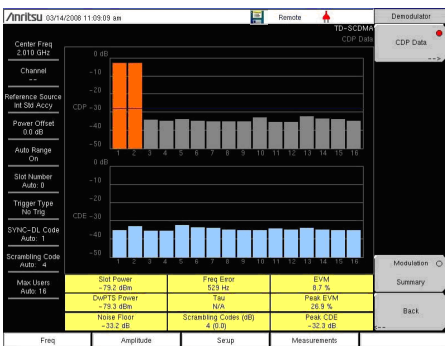 Anritsu 03/14/2008 11:09:09 am
Remote
Demodulator
TD-SCDMA
CDP Data
CDP Data
-->
Center Freq
2.010 GHz
Channel
--
Reference Source
Int Std Accy
Power Offset
0.0 dB
Auto Range
On
Slot Number
Auto: 0
Trigger Type
No Trig
SYNC-DL Code
Auto: 1
Scrambling Code
Auto: 4
Max Users
Auto: 16
0 dB
-10
-20
CDP -30
-40
-50
1 2 3 4 5 6 7 8 9 10 11 12 13 14 15 16
0 dB
-10
-20
CDE -30
-40
-50
1 2 3 4 5 6 7 8 9 10 11 12 13 14 15 16
Slot Power
-79.2 dBm
Freq Error
529 Hz
EVM
8.7 %
DwPTS Power
-79.3 dBm
Tau
N/A
Peak EVM
26.9 %
Noise Floor
-33.2 dB
Scrambling Codes (dB)
4 (0.0)
Peak CDE
-32.3 dB
Modulation
Summary
Back
<--
Freq
Amplitude
Setup
Measurements